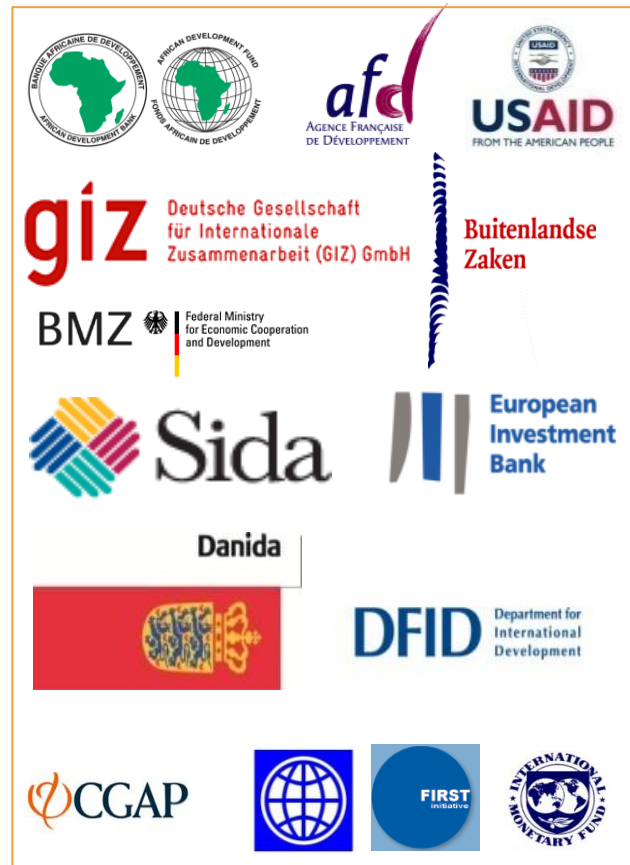 BANQUE AFRICAINE DE DEVELOPPEMENT
AFRICAN DEVELOPMENT BANK
AFRICAN DEVELOPMENT FUND
FONDS AFRICAIN DE DEVELOPPEMENT
afd
AGENCE FRANÇAISE
DE DÉVELOPPEMENT
USAID
USAID
FROM THE AMERICAN PEOPLE
giz
Deutsche Gesellschaft
für Internationale
Zusammenarbeit (GIZ) GmbH
Buitenlandse
Zaken
BMZ
Federal Ministry
for Economic Cooperation
and Development
Sida
European
Investment
Bank
Danida
DFID
Department for
International
Development
CGAP
FIRST
initiative
INTERNATIONAL
MONETARY FUND